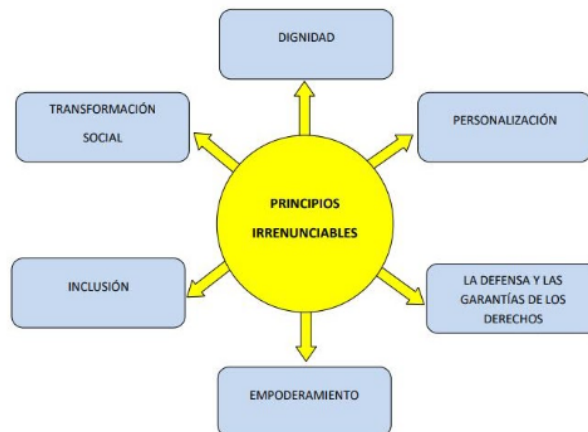 DIGNIDAD
TRANSFORMACIÓN
SOCIAL
PERSONALIZACIÓN
PRINCIPIOS
IRRENUNCIABLES
INCLUSIÓN
LA DEFENSA Y LAS
GARANTÍAS DE LOS
DERECHOS
EMPODERAMIENTO